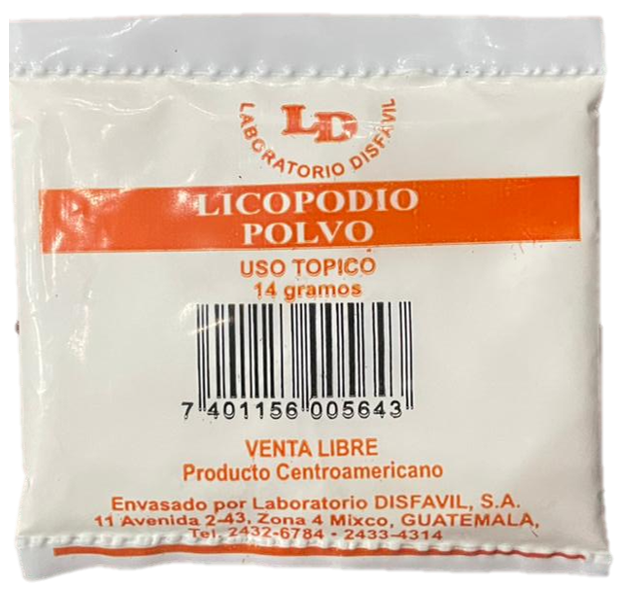 LD
LABORATORIO DISFAVIL
LICOPODIO
POLVO
USO TOPICO
14 gramos
7 401156 005643
VENTA LIBRE
Producto Centroamericano
Envasado por Laboratorio DISFAVIL, S.A.
11 Avenida 2-43, Zona 4 Mixco, GUATEMALA,
Tel. 2432-6784 - 2433-4314